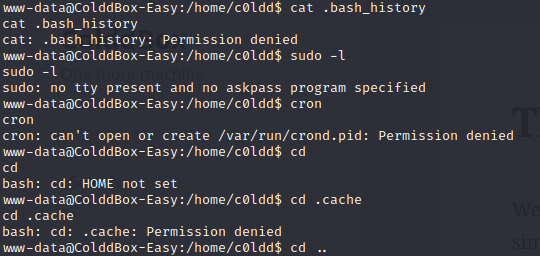 www-data@ColddBox-Easy:/home/c0ldd$ cat .bash_history
cat .bash_history
cat: .bash_history: Permission denied
www-data@ColddBox-Easy:/home/c0ldd$ sudo -l
sudo -l
sudo: no tty present and no askpass program specified
www-data@ColddBox-Easy:/home/c0ldd$ cron
cron
cron: can't open or create /var/run/crond.pid: Permission denied
www-data@ColddBox-Easy:/home/c0ldd$ cd
cd
bash: cd: HOME not set
www-data@ColddBox-Easy:/home/c0ldd$ cd .cache
cd .cache
bash: cd: .cache: Permission denied
www-data@ColddBox-Easy:/home/c0ldd$ cd ..